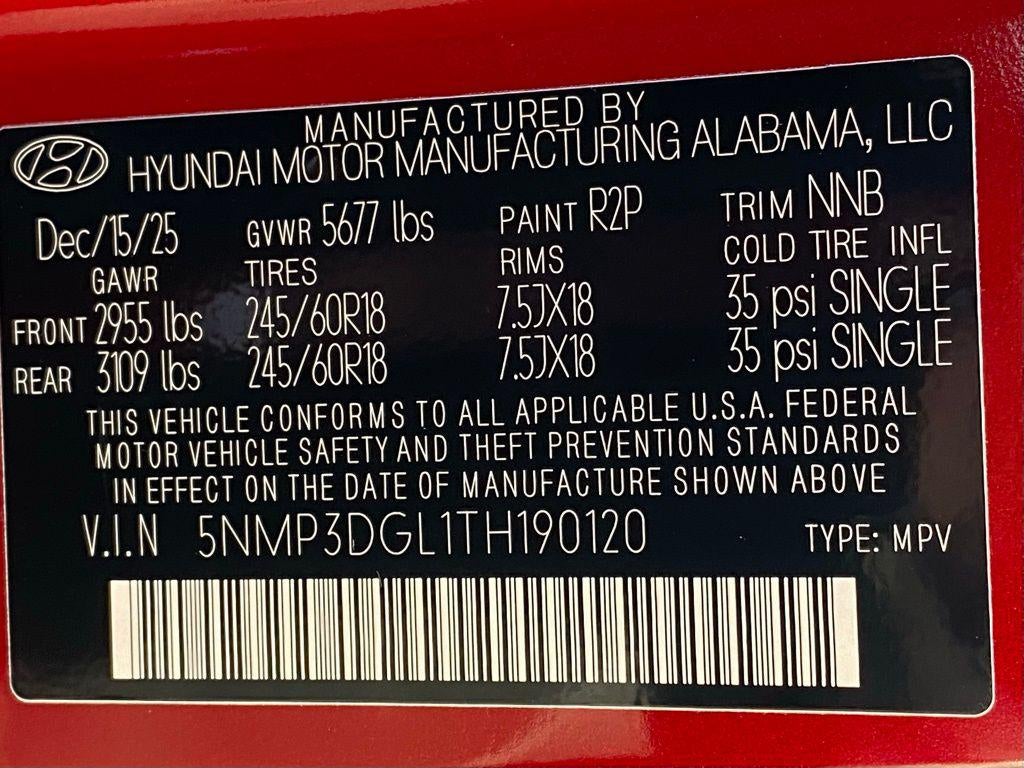 MANUFACTURED BY
HYUNDAI MOTOR MANUFACTURING ALABAMA, LLC
Dec/15/25 GVWR 5677 lbs PAINT R2P TRIM NNB
GAWR TIRES RIMS COLD TIRE INFL
FRONT 2955 lbs 245/60R18 7.5JX18 35 psi SINGLE
REAR 3109 lbs 245/60R18 7.5JX18 35 psi SINGLE
THIS VEHICLE CONFORMS TO ALL APPLICABLE U.S.A. FEDERAL
MOTOR VEHICLE SAFETY AND THEFT PREVENTION STANDARDS
IN EFFECT ON THE DATE OF MANUFACTURE SHOWN ABOVE
V.I.N 5NMP3DGL1TH190120 TYPE: MPV